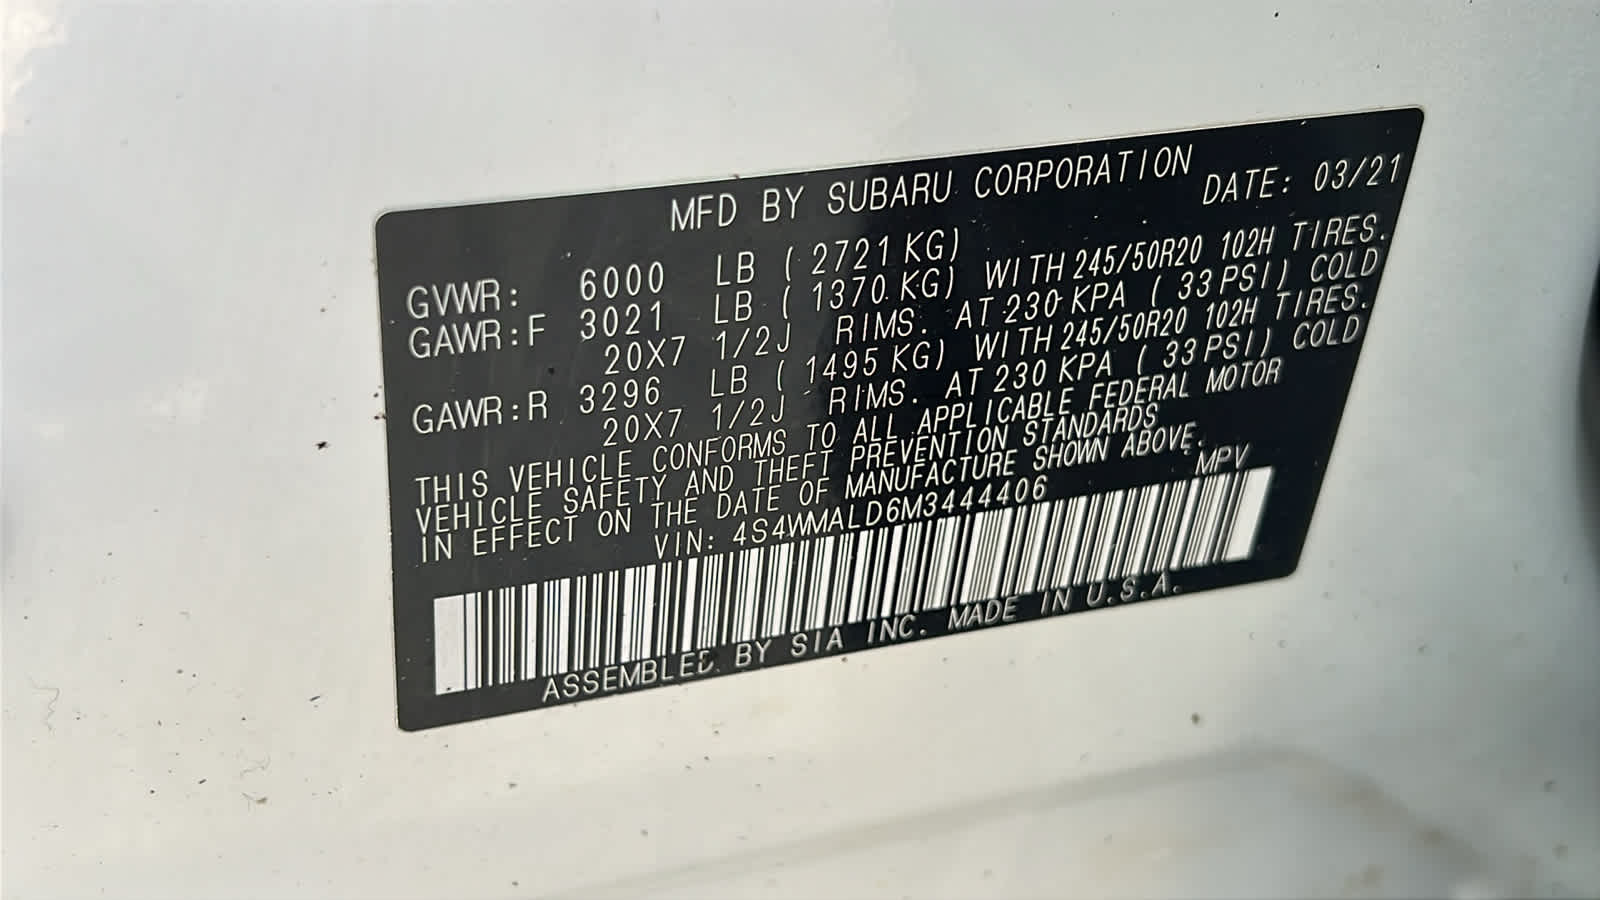 MFD BY SUBARU CORPORATION DATE: 03/21
GVWR: 6000 LB (2721 KG)
GAWR:F 3021 LB (1370 KG) WITH 245/50R20 102H TIRES.
20X7 1/2J RIMS. AT 230 KPA (33 PSI) COLD
GAWR:R 3296 LB (1495 KG) WITH 245/50R20 102H TIRES.
20X7 1/2J RIMS. AT 230 KPA (33 PSI) COLD
THIS VEHICLE CONFORMS TO ALL APPLICABLE FEDERAL MOTOR
VEHICLE SAFETY AND THEFT PREVENTION STANDARDS
IN EFFECT ON THE DATE OF MANUFACTURE SHOWN ABOVE.
VIN: 4S4WMALD6M3444406 MPV
ASSEMBLED BY SIA INC. MADE IN U.S.A.